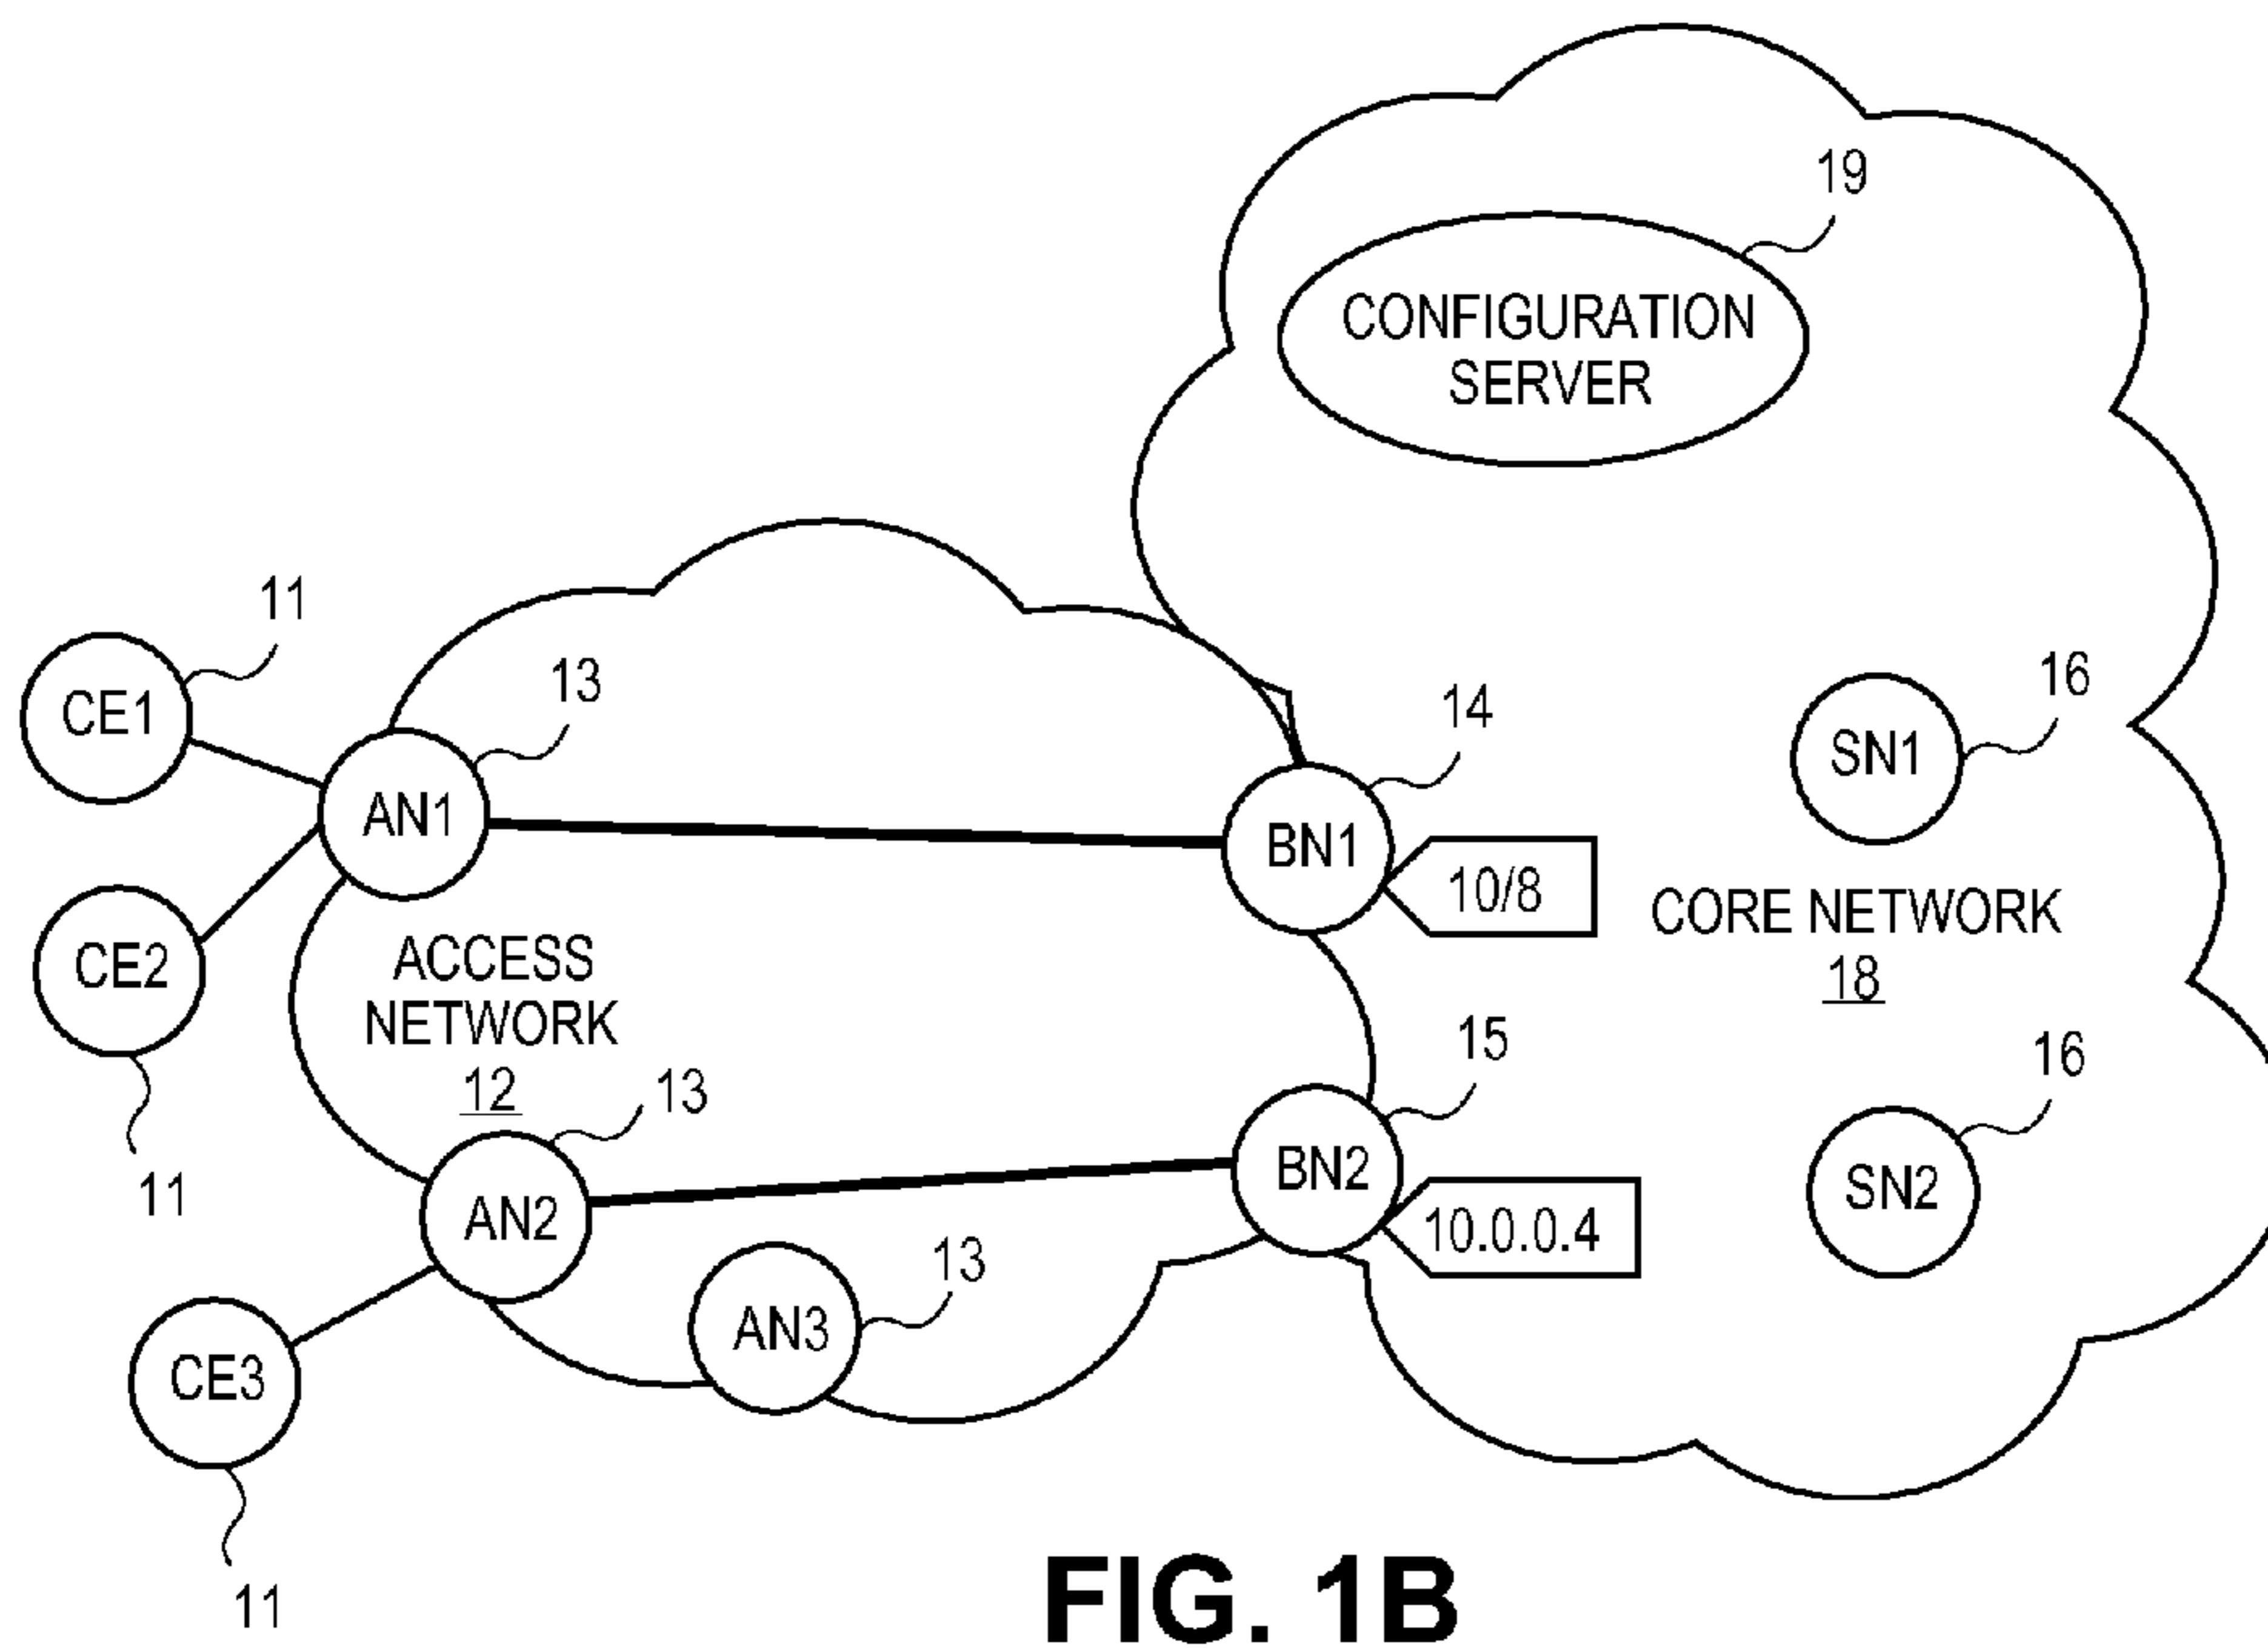 19
CONFIGURATION
SERVER
11
CE1
13
AN1
14
BN1
10/8
16
SN1
CORE NETWORK
18
CE2
11
ACCESS
NETWORK
12
13
AN2
15
BN2
10.0.0.4
16
SN2
13
AN3
CE3
11
FIG. 1B